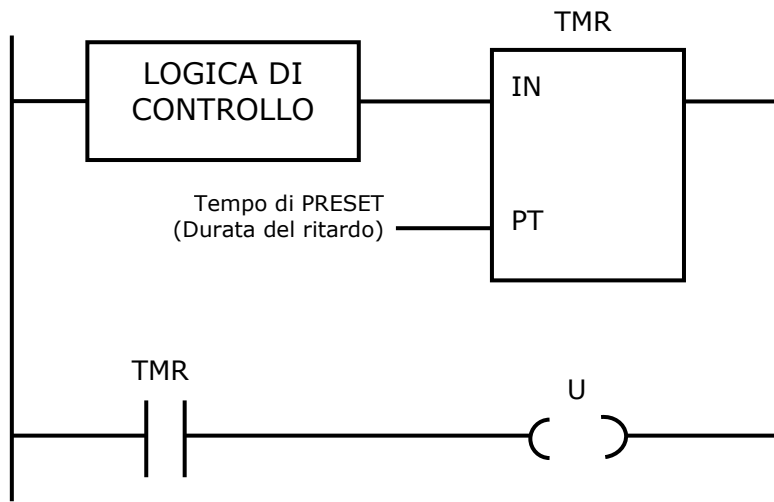 TMR
LOGICA DI
CONTROLLO
IN
Tempo di PRESET
(Durata del ritardo)
PT
TMR
U